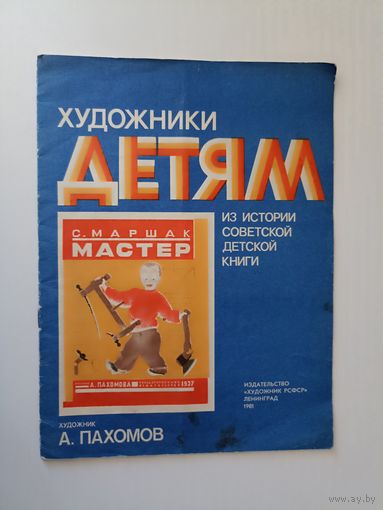 ХУДОЖНИКИ
ДЕТЯМ
ИЗ ИСТОРИИ
СОВЕТСКОЙ
ДЕТСКОЙ
КНИГИ
С. МАРШАК
МАСТЕР
А. ПАХОМОВА
1937
ИЗДАТЕЛЬСТВО
«ХУДОЖНИК РСФСР»
ЛЕНИНГРАД
1981
ХУДОЖНИК
А. ПАХОМОВ
www.ay.by